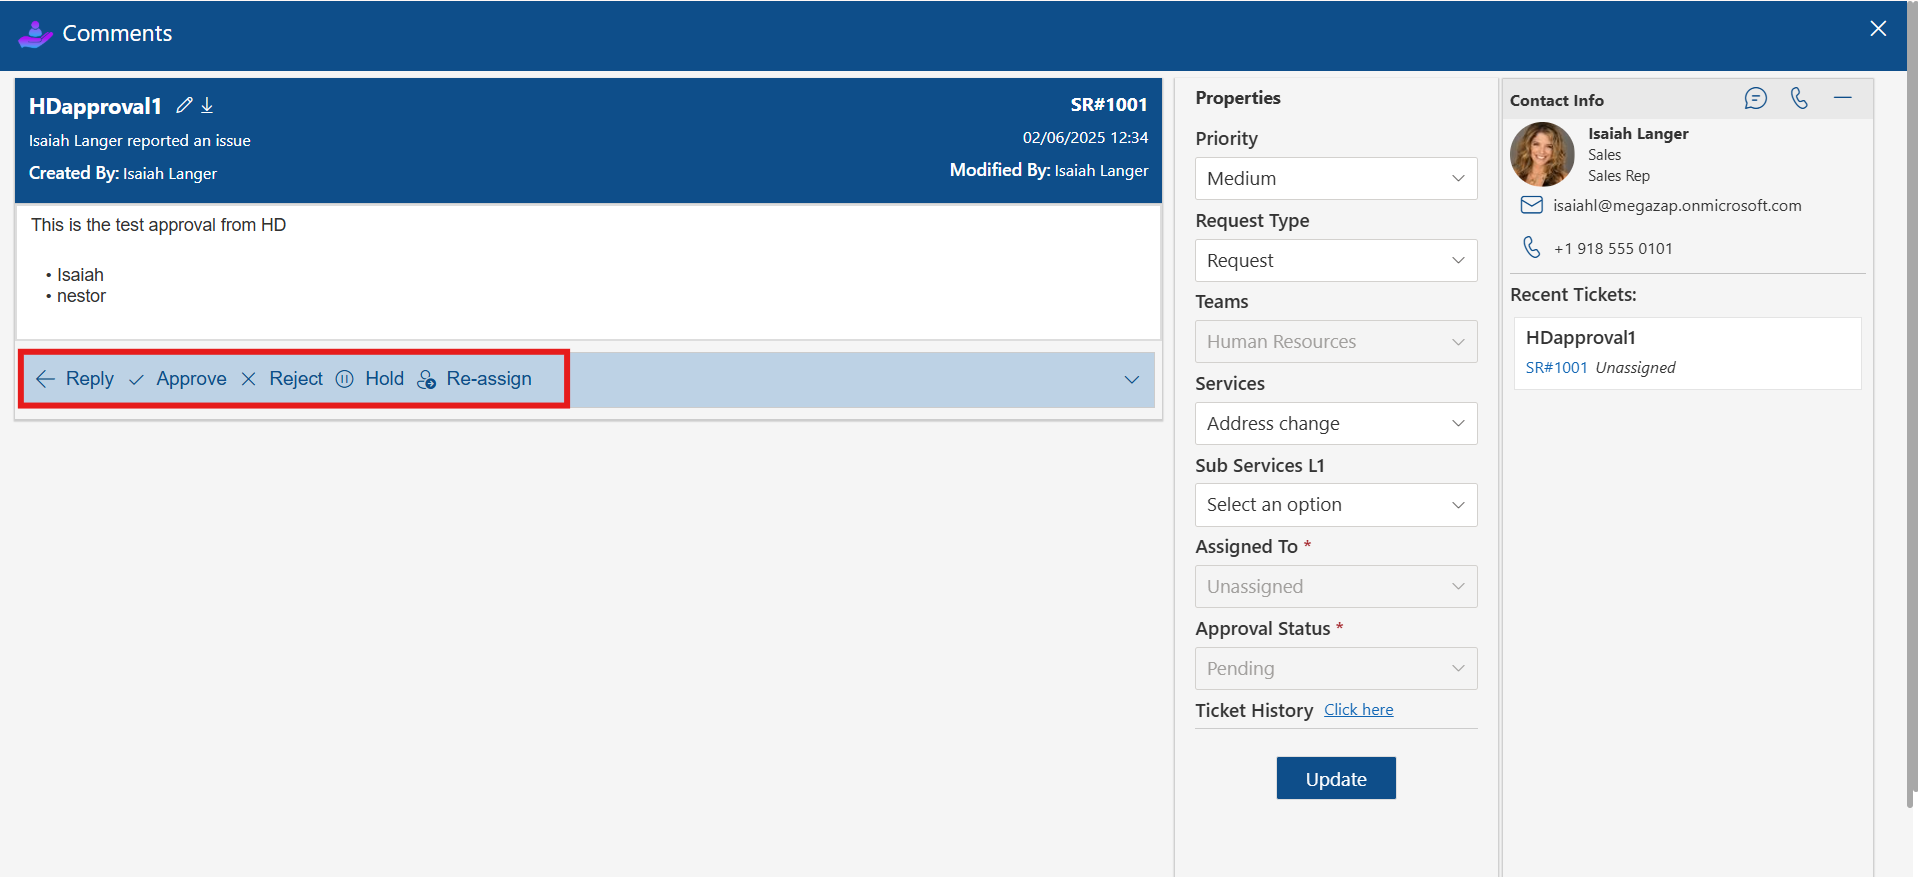 Comments
HDapproval1
SR#1001
Isaiah Langer reported an issue
02/06/2025 12:34
Created By: Isaiah Langer
Modified By: Isaiah Langer
This is the test approval from HD
• Isaiah
• nestor
Reply Approve Reject Hold Re-assign
Properties
Priority
Medium
Request Type
Request
Teams
Human Resources
Services
Address change
Sub Services L1
Select an option
Assigned To *
Unassigned
Approval Status *
Pending
Ticket History Click here
Update
Contact Info
Isaiah Langer
Sales
Sales Rep
isaiahl@megazap.onmicrosoft.com
+1 918 555 0101
Recent Tickets:
HDapproval1
SR#1001 Unassigned